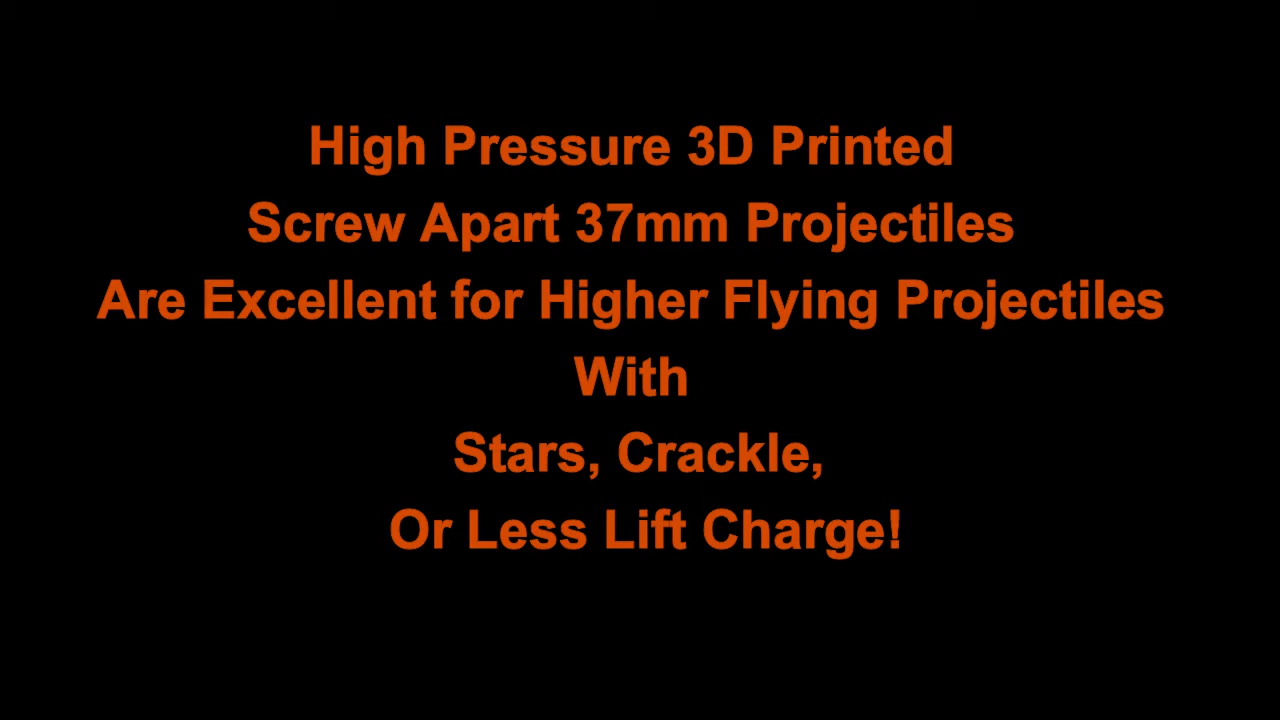 High Pressure 3D Printed
Screw Apart 37mm Projectiles
Are Excellent for Higher Flying Projectiles
With
Stars, Crackle,
Or Less Lift Charge!